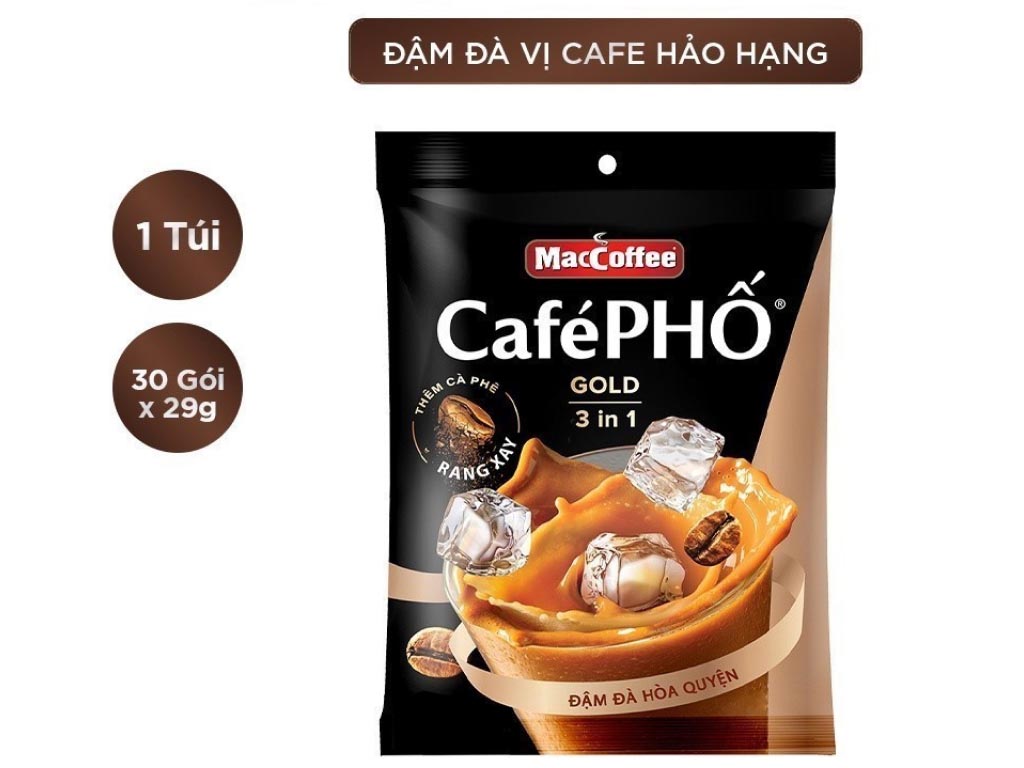 ĐẬM ĐÀ VỊ CAFE HẢO HẠNG
1 Túi
30 Gói
x 29g
MacCoffee
CaféPHỐ®
GOLD
3 in 1
THÊM CÀ PHÊ
RANG XAY
ĐẬM ĐÀ HÒA QUYỆN